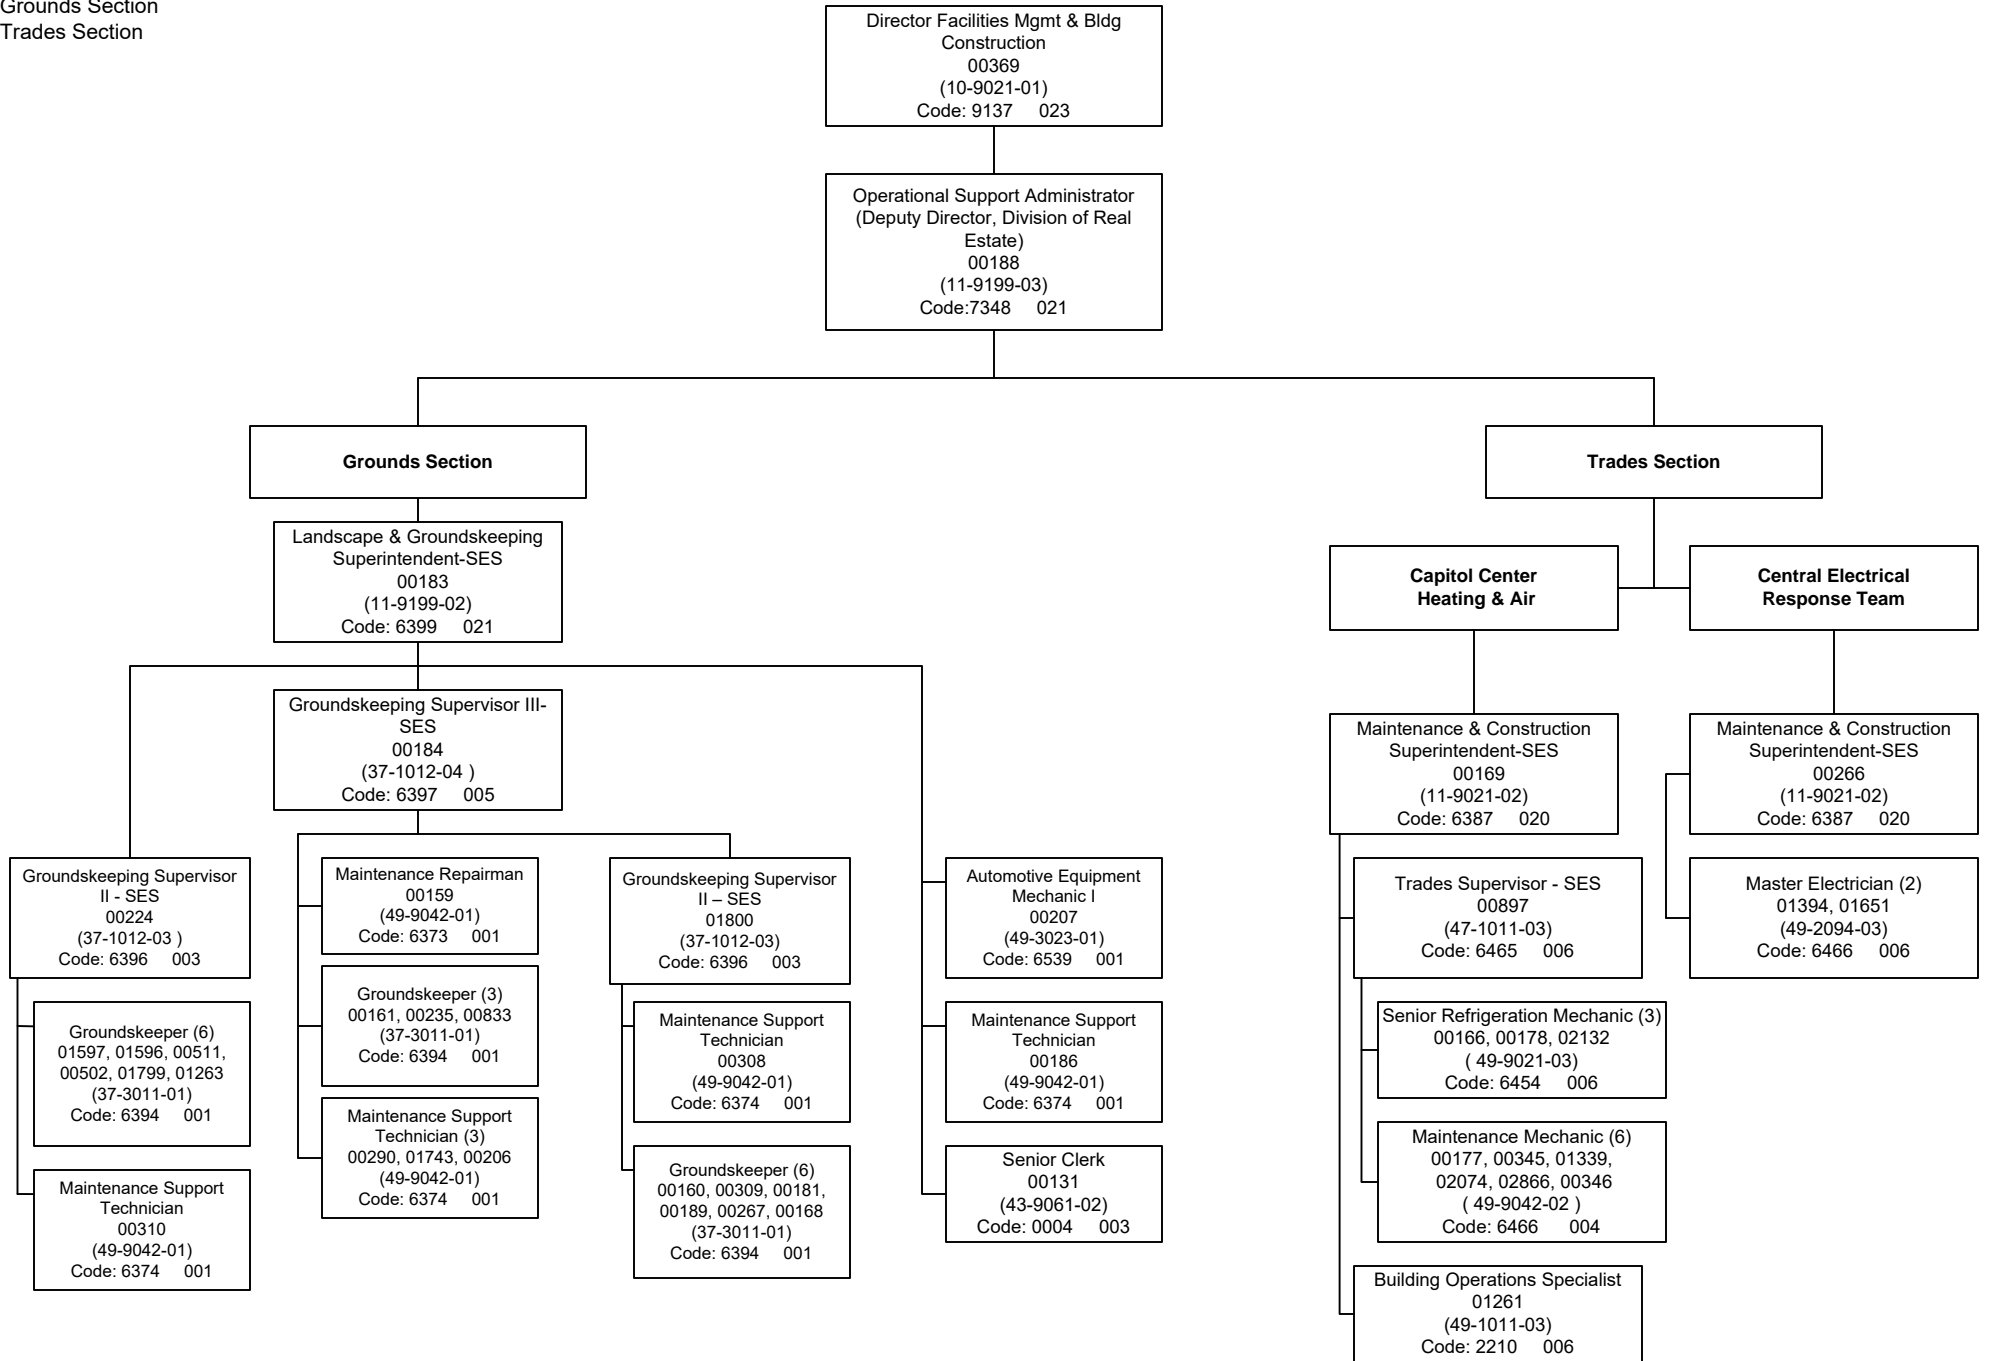 Grounds Section
Trades Section
Director Facilities Mgmt & Bldg
Construction
00369
(10-9021-01)
Code: 9137 023
Operational Support Administrator
(Deputy Director, Division of Real
Estate)
00188
(11-9199-03)
Code:7348 021
Grounds Section
Trades Section
Landscape & Groundskeeping
Superintendent-SES
00183
(11-9199-02)
Code: 6399 021
Capitol Center
Heating & Air
Central Electrical
Response Team
Groundskeeping Supervisor III-
SES
00184
(37-1012-04 )
Code: 6397 005
Maintenance & Construction
Superintendent-SES
00169
(11-9021-02)
Code: 6387 020
Maintenance & Construction
Superintendent-SES
00266
(11-9021-02)
Code: 6387 020
Groundskeeping Supervisor
II - SES
00224
(37-1012-03 )
Code: 6396 003
Maintenance Repairman
00159
(49-9042-01)
Code: 6373 001
Groundskeeping Supervisor
II – SES
01800
(37-1012-03)
Code: 6396 003
Automotive Equipment
Mechanic I
00207
(49-3023-01)
Code: 6539 001
Trades Supervisor - SES
00897
(47-1011-03)
Code: 6465 006
Master Electrician (2)
01394, 01651
(49-2094-03)
Code: 6466 006
Groundskeeper (6)
01597, 01596, 00511,
00502, 01799, 01263
(37-3011-01)
Code: 6394 001
Groundskeeper (3)
00161, 00235, 00833
(37-3011-01)
Code: 6394 001
Maintenance Support
Technician
00308
(49-9042-01)
Code: 6374 001
Maintenance Support
Technician
00186
(49-9042-01)
Code: 6374 001
Senior Refrigeration Mechanic (3)
00166, 00178, 02132
( 49-9021-03)
Code: 6454 006
Maintenance Support
Technician (3)
00290, 01743, 00206
(49-9042-01)
Code: 6374 001
Maintenance Mechanic (6)
00177, 00345, 01339,
02074, 02866, 00346
( 49-9042-02 )
Code: 6466 004
Maintenance Support
Technician
00310
(49-9042-01)
Code: 6374 001
Groundskeeper (6)
00160, 00309, 00181,
00189, 00267, 00168
(37-3011-01)
Code: 6394 001
Senior Clerk
00131
(43-9061-02)
Code: 0004 003
Building Operations Specialist
01261
(49-1011-03)
Code: 2210 006